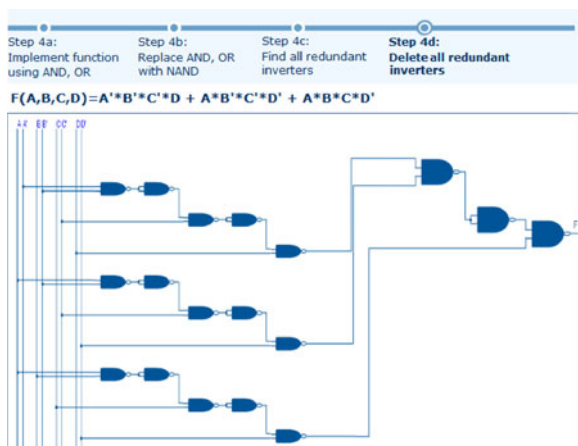 Step 4a:
Implement function
using AND, OR
Step 4b:
Replace AND, OR
with NAND
Step 4c:
Find all redundant
inverters
Step 4d:
Delete all redundant
inverters
F(A,B,C,D)=A'*B'*C'*D + A*B'*C'*D' + A*B*C*D'
A A' B B' C C' D D'
F